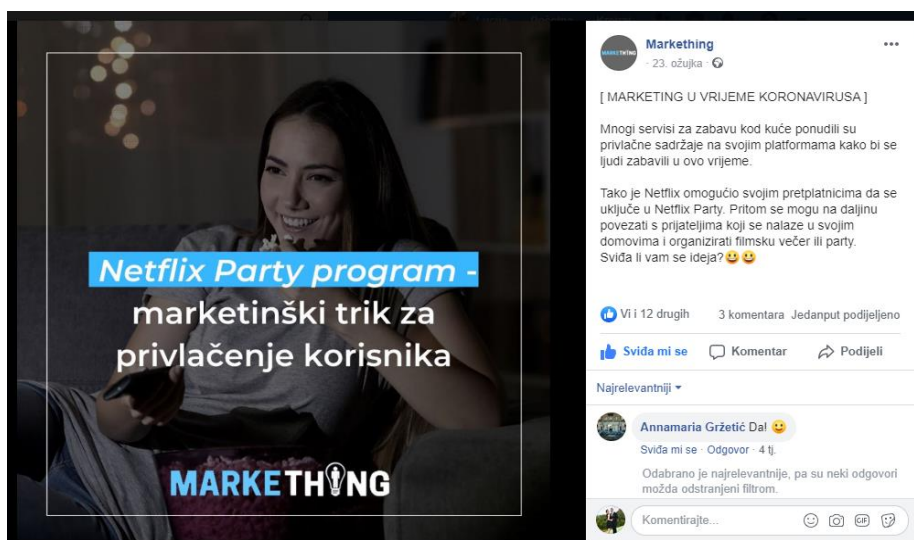 Netflix Party program -
marketinški trik za
privlačenje korisnika
MARKETHING
MARKETHING
Markething
23. ožujka ·
[ MARKETING U VRIJEME KORONAVIRUSA ]
Mnogi servisi za zabavu kod kuće ponudili su
privlačne sadržaje na svojim platformama kako bi se
ljudi zabavili u ovo vrijeme.
Tako je Netflix omogućio svojim pretplatnicima da se
uključe u Netflix Party. Pritom se mogu na daljinu
povezati s prijateljima koji se nalaze u svojim
domovima i organizirati filmsku večer ili party.
Sviđa li vam se ideja?😃😃
Vi i 12 drugih 3 komentara Jedanput podijeljeno
Sviđa mi se Komentar Podijeli
Najrelevantniji
Annamaria Gržetić Da! 🙂
Sviđa mi se · Odgovor · 4 tj.
Odabrano je najrelevantnije, pa su neki odgovori
možda odstranjeni filtrom.
Komentirajte... GIF